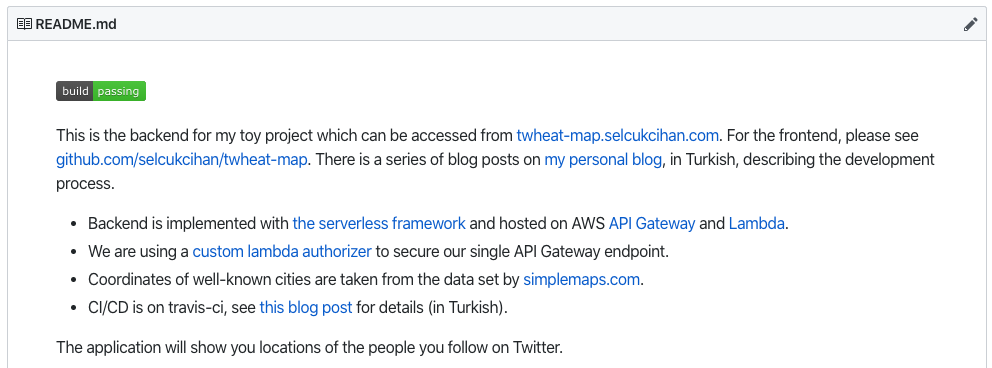 README.md
build passing
This is the backend for my toy project which can be accessed from twheat-map.selcukcihan.com. For the frontend, please see
github.com/selcukcihan/twheat-map. There is a series of blog posts on my personal blog, in Turkish, describing the development
process.
• Backend is implemented with the serverless framework and hosted on AWS API Gateway and Lambda.
• We are using a custom lambda authorizer to secure our single API Gateway endpoint.
• Coordinates of well-known cities are taken from the data set by simplemaps.com.
• CI/CD is on travis-ci, see this blog post for details (in Turkish).
The application will show you locations of the people you follow on Twitter.